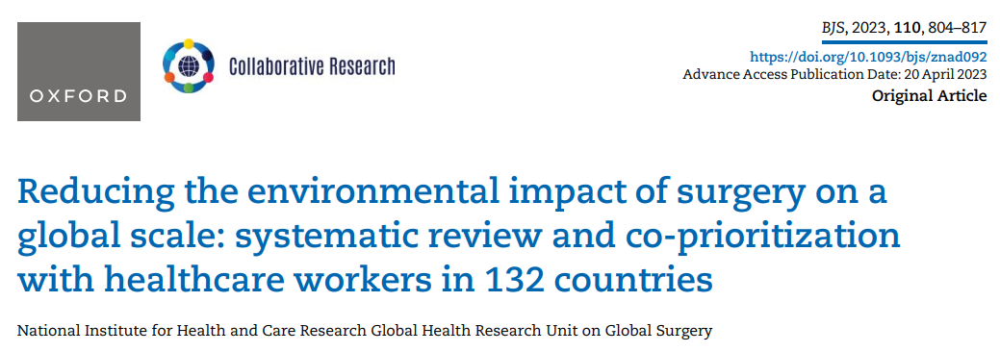 OXFORD
Collaborative Research
BJS, 2023, 110, 804–817
https://doi.org/10.1093/bjs/znad092
Advance Access Publication Date: 20 April 2023
Original Article
Reducing the environmental impact of surgery on a
global scale: systematic review and co-prioritization
with healthcare workers in 132 countries
National Institute for Health and Care Research Global Health Research Unit on Global Surgery